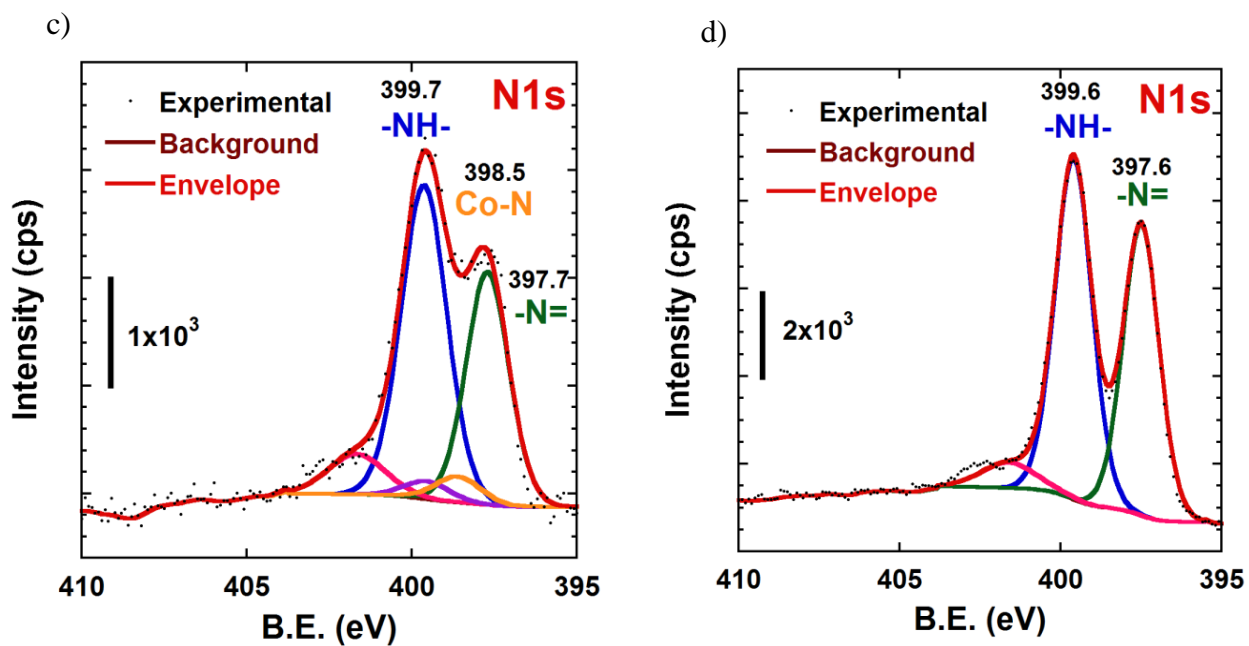 c)
399.7
N1s
Experimental
-NH-
Background
398.5
Envelope
Co-N
397.7
-N=
1x10³
Intensity (cps)
410
405
400
395
B.E. (eV)
d)
399.6
N1s
Experimental
-NH-
Background
397.6
Envelope
-N=
2x10³
Intensity (cps)
410
405
400
395
B.E. (eV)